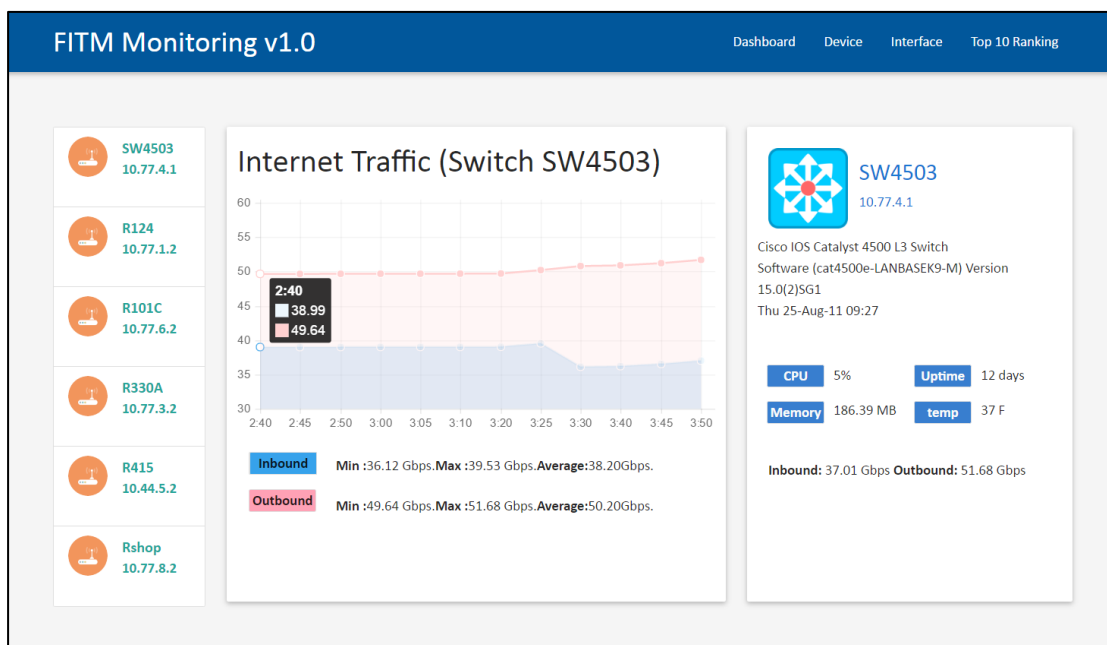 FITM Monitoring v1.0
Dashboard Device Interface Top 10 Ranking
SW4503
10.77.4.1
R124
10.77.1.2
R101C
10.77.6.2
R330A
10.77.3.2
R415
10.44.5.2
Rshop
10.77.8.2
Internet Traffic (Switch SW4503)
60
55
50
45
40
35
30
2:40
38.99
49.64
2:40 2:45 2:50 3:00 3:05 3:10 3:20 3:25 3:30 3:40 3:45 3:50
Inbound Min :36.12 Gbps.Max :39.53 Gbps.Average:38.20Gbps.
Outbound Min :49.64 Gbps.Max :51.68 Gbps.Average:50.20Gbps.
SW4503
10.77.4.1
Cisco IOS Catalyst 4500 L3 Switch
Software (cat4500e-LANBASEK9-M) Version
15.0(2)SG1
Thu 25-Aug-11 09:27
CPU 5% Uptime 12 days
Memory 186.39 MB temp 37 F
Inbound: 37.01 Gbps Outbound: 51.68 Gbps